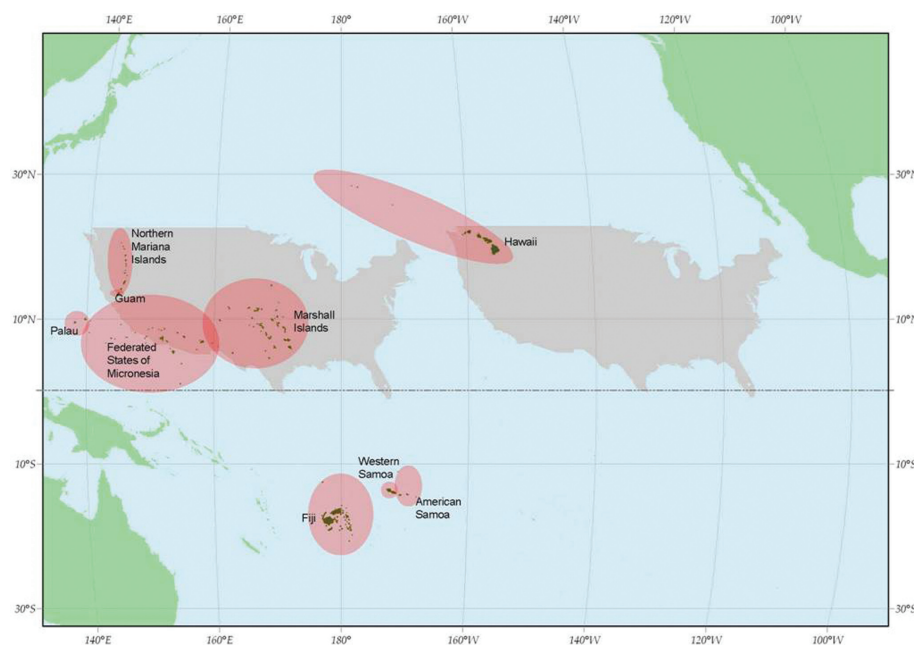 140°E 160°E 180° 160°W 140°W 120°W 100°W
30°N 30°N
Northern
Mariana
Islands
Hawaii
Guam
Palau
10°N 10°N
Marshall
Islands
Federated
States of
Micronesia
10°S 10°S
Western
Samoa
American
Samoa
Fiji
30°S 30°S
140°E 160°E 180° 160°W 140°W 120°W 100°W